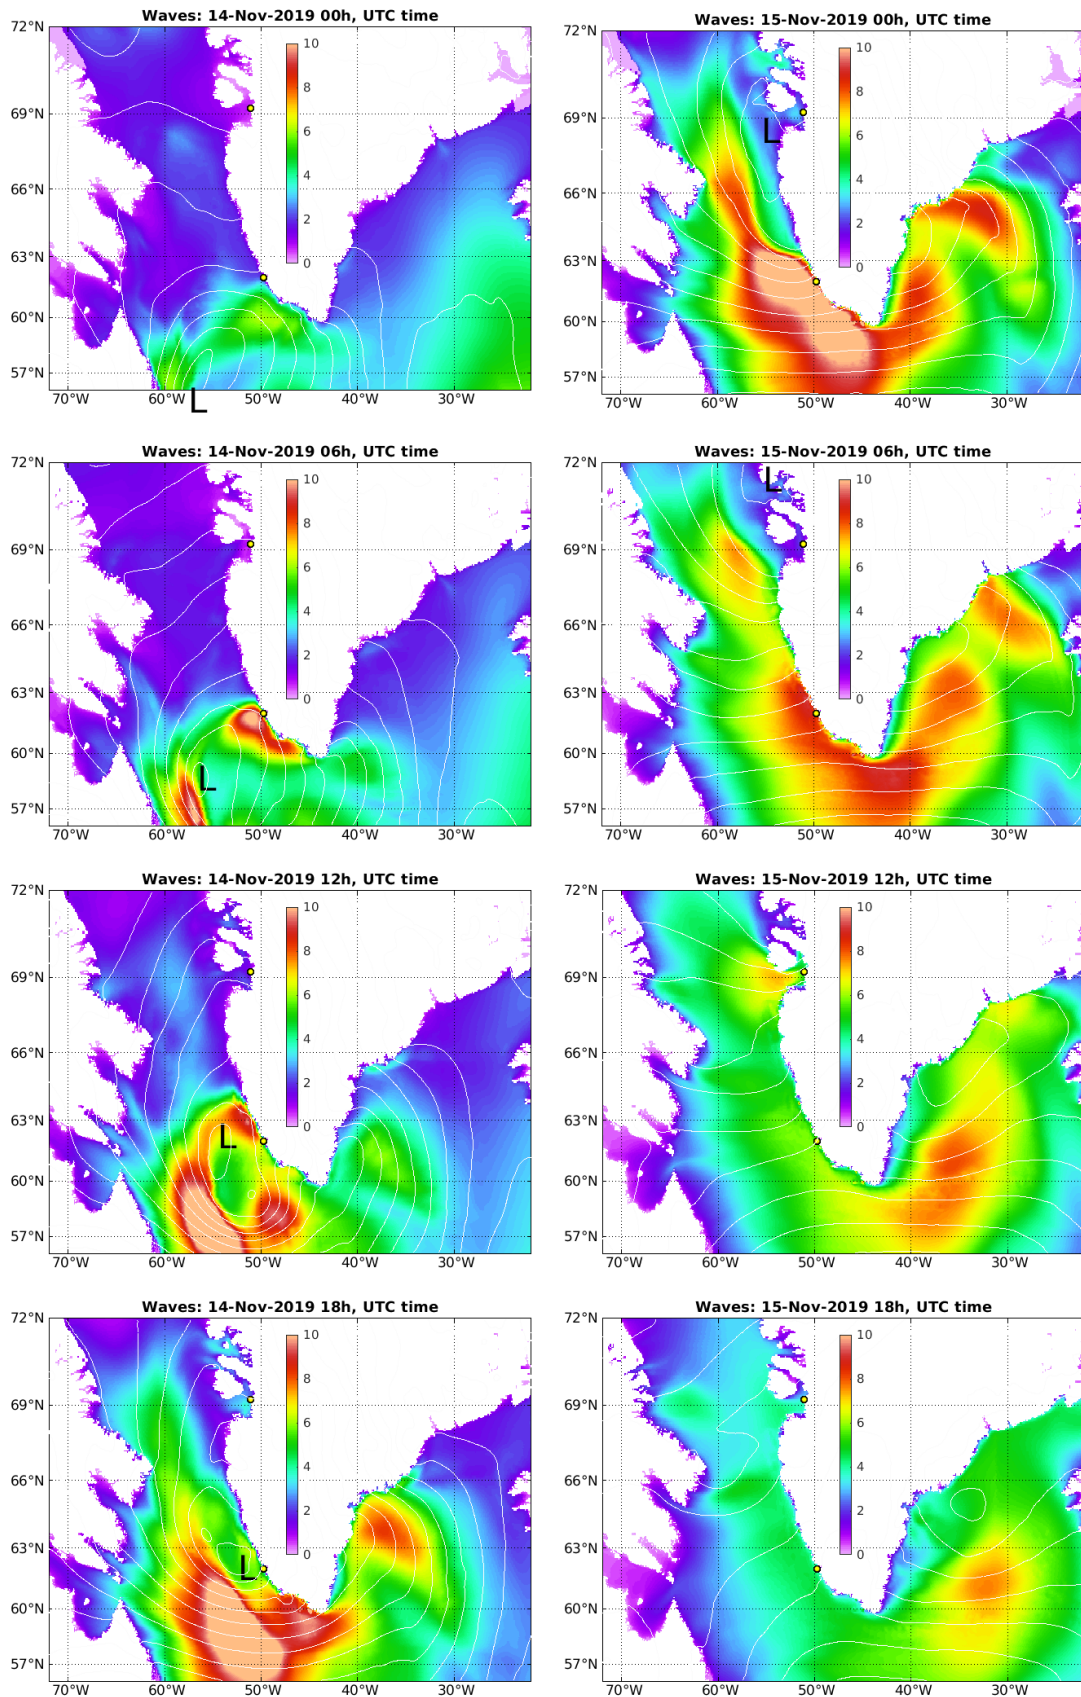 Waves: 14-Nov-2019 00h, UTC time
72°N
69°N
66°N
63°N
60°N
57°N
70°W 60°W 50°W 40°W 30°W
10
8
6
4
2
0
L
Waves: 15-Nov-2019 00h, UTC time
72°N
69°N
66°N
63°N
60°N
57°N
70°W 60°W 50°W 40°W 30°W
10
8
6
4
2
0
L
Waves: 14-Nov-2019 06h, UTC time
72°N
69°N
66°N
63°N
60°N
57°N
70°W 60°W 50°W 40°W 30°W
10
8
6
4
2
0
L
Waves: 15-Nov-2019 06h, UTC time
72°N
69°N
66°N
63°N
60°N
57°N
70°W 60°W 50°W 40°W 30°W
10
8
6
4
2
0
L
Waves: 14-Nov-2019 12h, UTC time
72°N
69°N
66°N
63°N
60°N
57°N
70°W 60°W 50°W 40°W 30°W
10
8
6
4
2
0
L
Waves: 15-Nov-2019 12h, UTC time
72°N
69°N
66°N
63°N
60°N
57°N
70°W 60°W 50°W 40°W 30°W
10
8
6
4
2
0
Waves: 14-Nov-2019 18h, UTC time
72°N
69°N
66°N
63°N
60°N
57°N
70°W 60°W 50°W 40°W 30°W
10
8
6
4
2
0
L
Waves: 15-Nov-2019 18h, UTC time
72°N
69°N
66°N
63°N
60°N
57°N
70°W 60°W 50°W 40°W 30°W
10
8
6
4
2
0